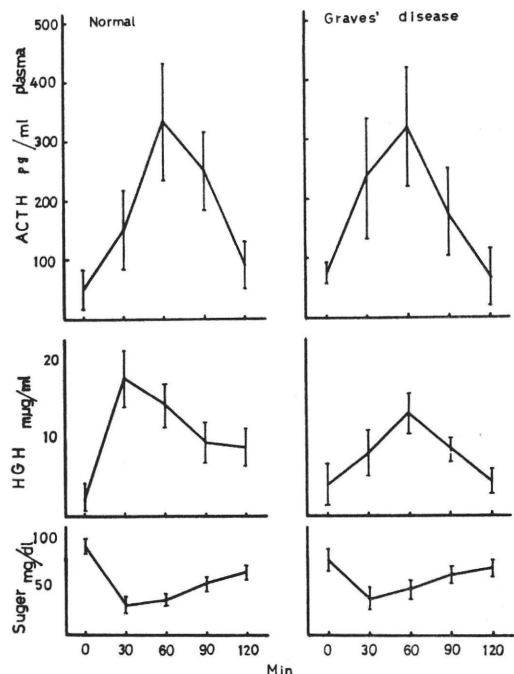 Normal
Graves' disease
ACTH pg/ml plasma
500
400
300
200
100
HGH mμg/ml
20
10
Suger mg/dl
100
50
0 30 60 90 120
0 30 60 90 120
Min